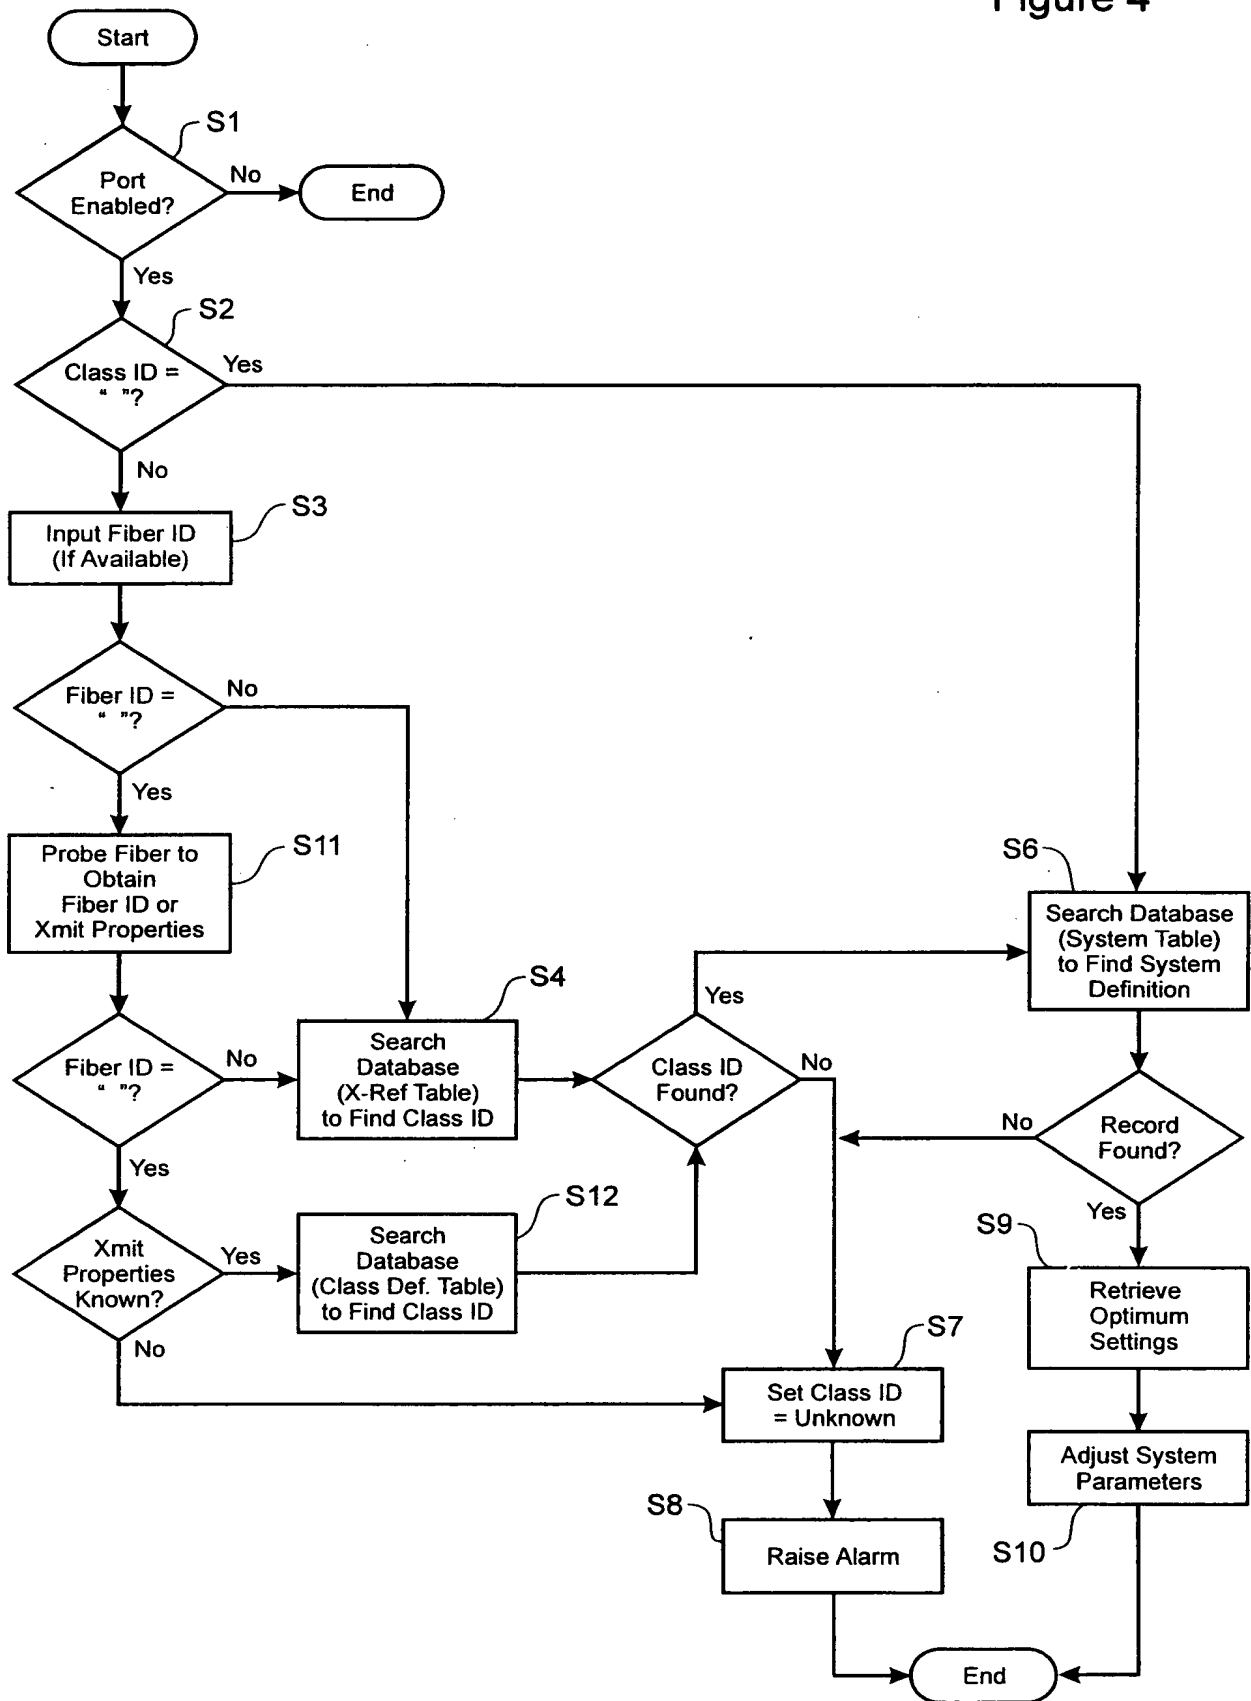 Figure 4
Start
S1
Port
Enabled?
No
End
Yes
S2
Class ID =
“ ”?
Yes
No
S3
Input Fiber ID
(If Available)
Fiber ID =
“ ”?
No
Yes
S11
Probe Fiber to
Obtain
Fiber ID or
Xmit Properties
S6
Search Database
(System Table)
to Find System
Definition
Fiber ID =
“ ”?
No
S4
Search
Database
(X-Ref Table)
to Find Class ID
Yes
Class ID
Found?
No
No
Record
Found?
Yes
Yes
Xmit
Properties
Known?
Yes
S12
Search
Database
(Class Def. Table)
to Find Class ID
No
S9
Retrieve
Optimum
Settings
S7
Set Class ID
= Unknown
Adjust System
Parameters
S10
S8
Raise Alarm
End